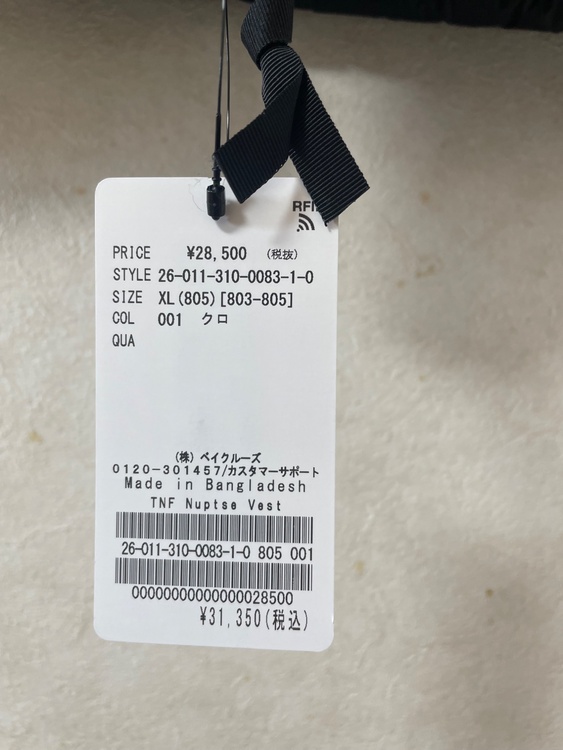 PRICE ¥28,500 (税抜)
STYLE 26-011-310-0083-1-0
SIZE XL(805)[803-805]
COL 001 クロ
QUA
(株) ベイクルーズ
0120-301457/カスタマーサポート
Made in Bangladesh
TNF Nuptse Vest
26-011-310-0083-1-0 805 001
00000000000000028500
¥31,350(税込)